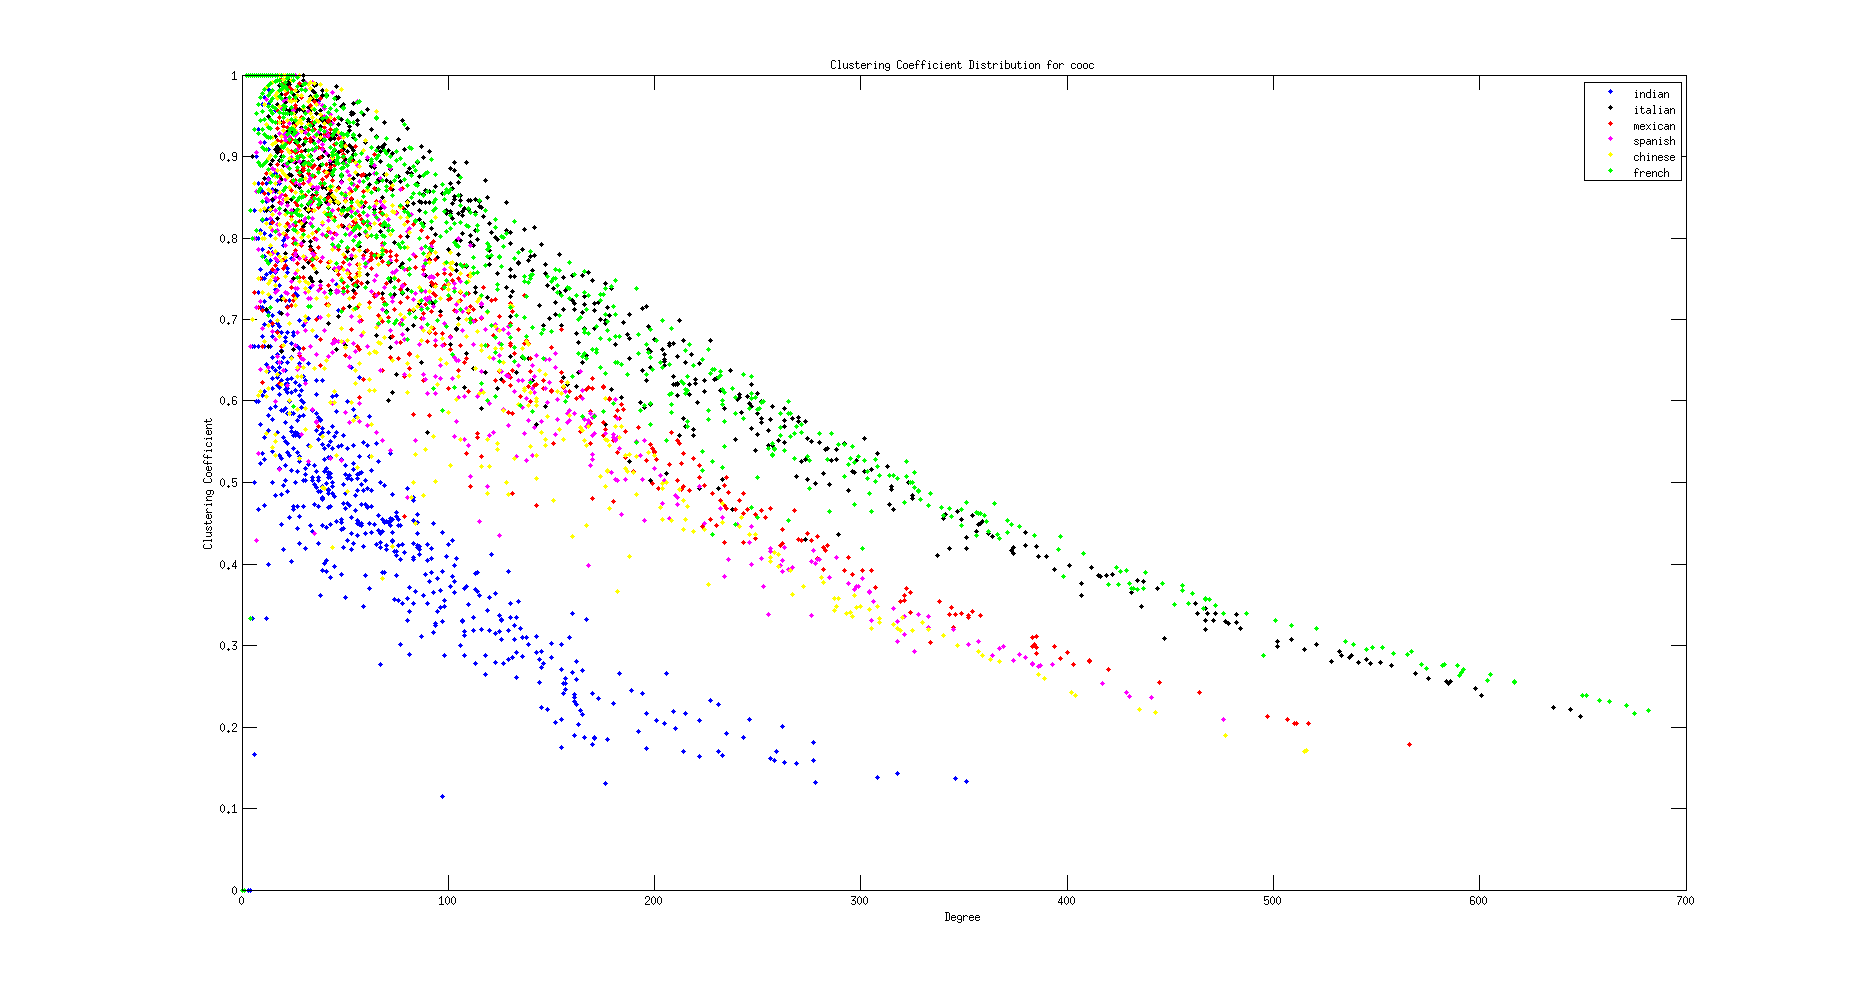 Clustering Coefficient Distribution for cooc
indian
italian
mexican
spanish
chinese
french
1
0.9
0.8
0.7
0.6
0.5
0.4
0.3
0.2
0.1
0
Clustering Coefficient
0 100 200 300 400 500 600 700
Degree